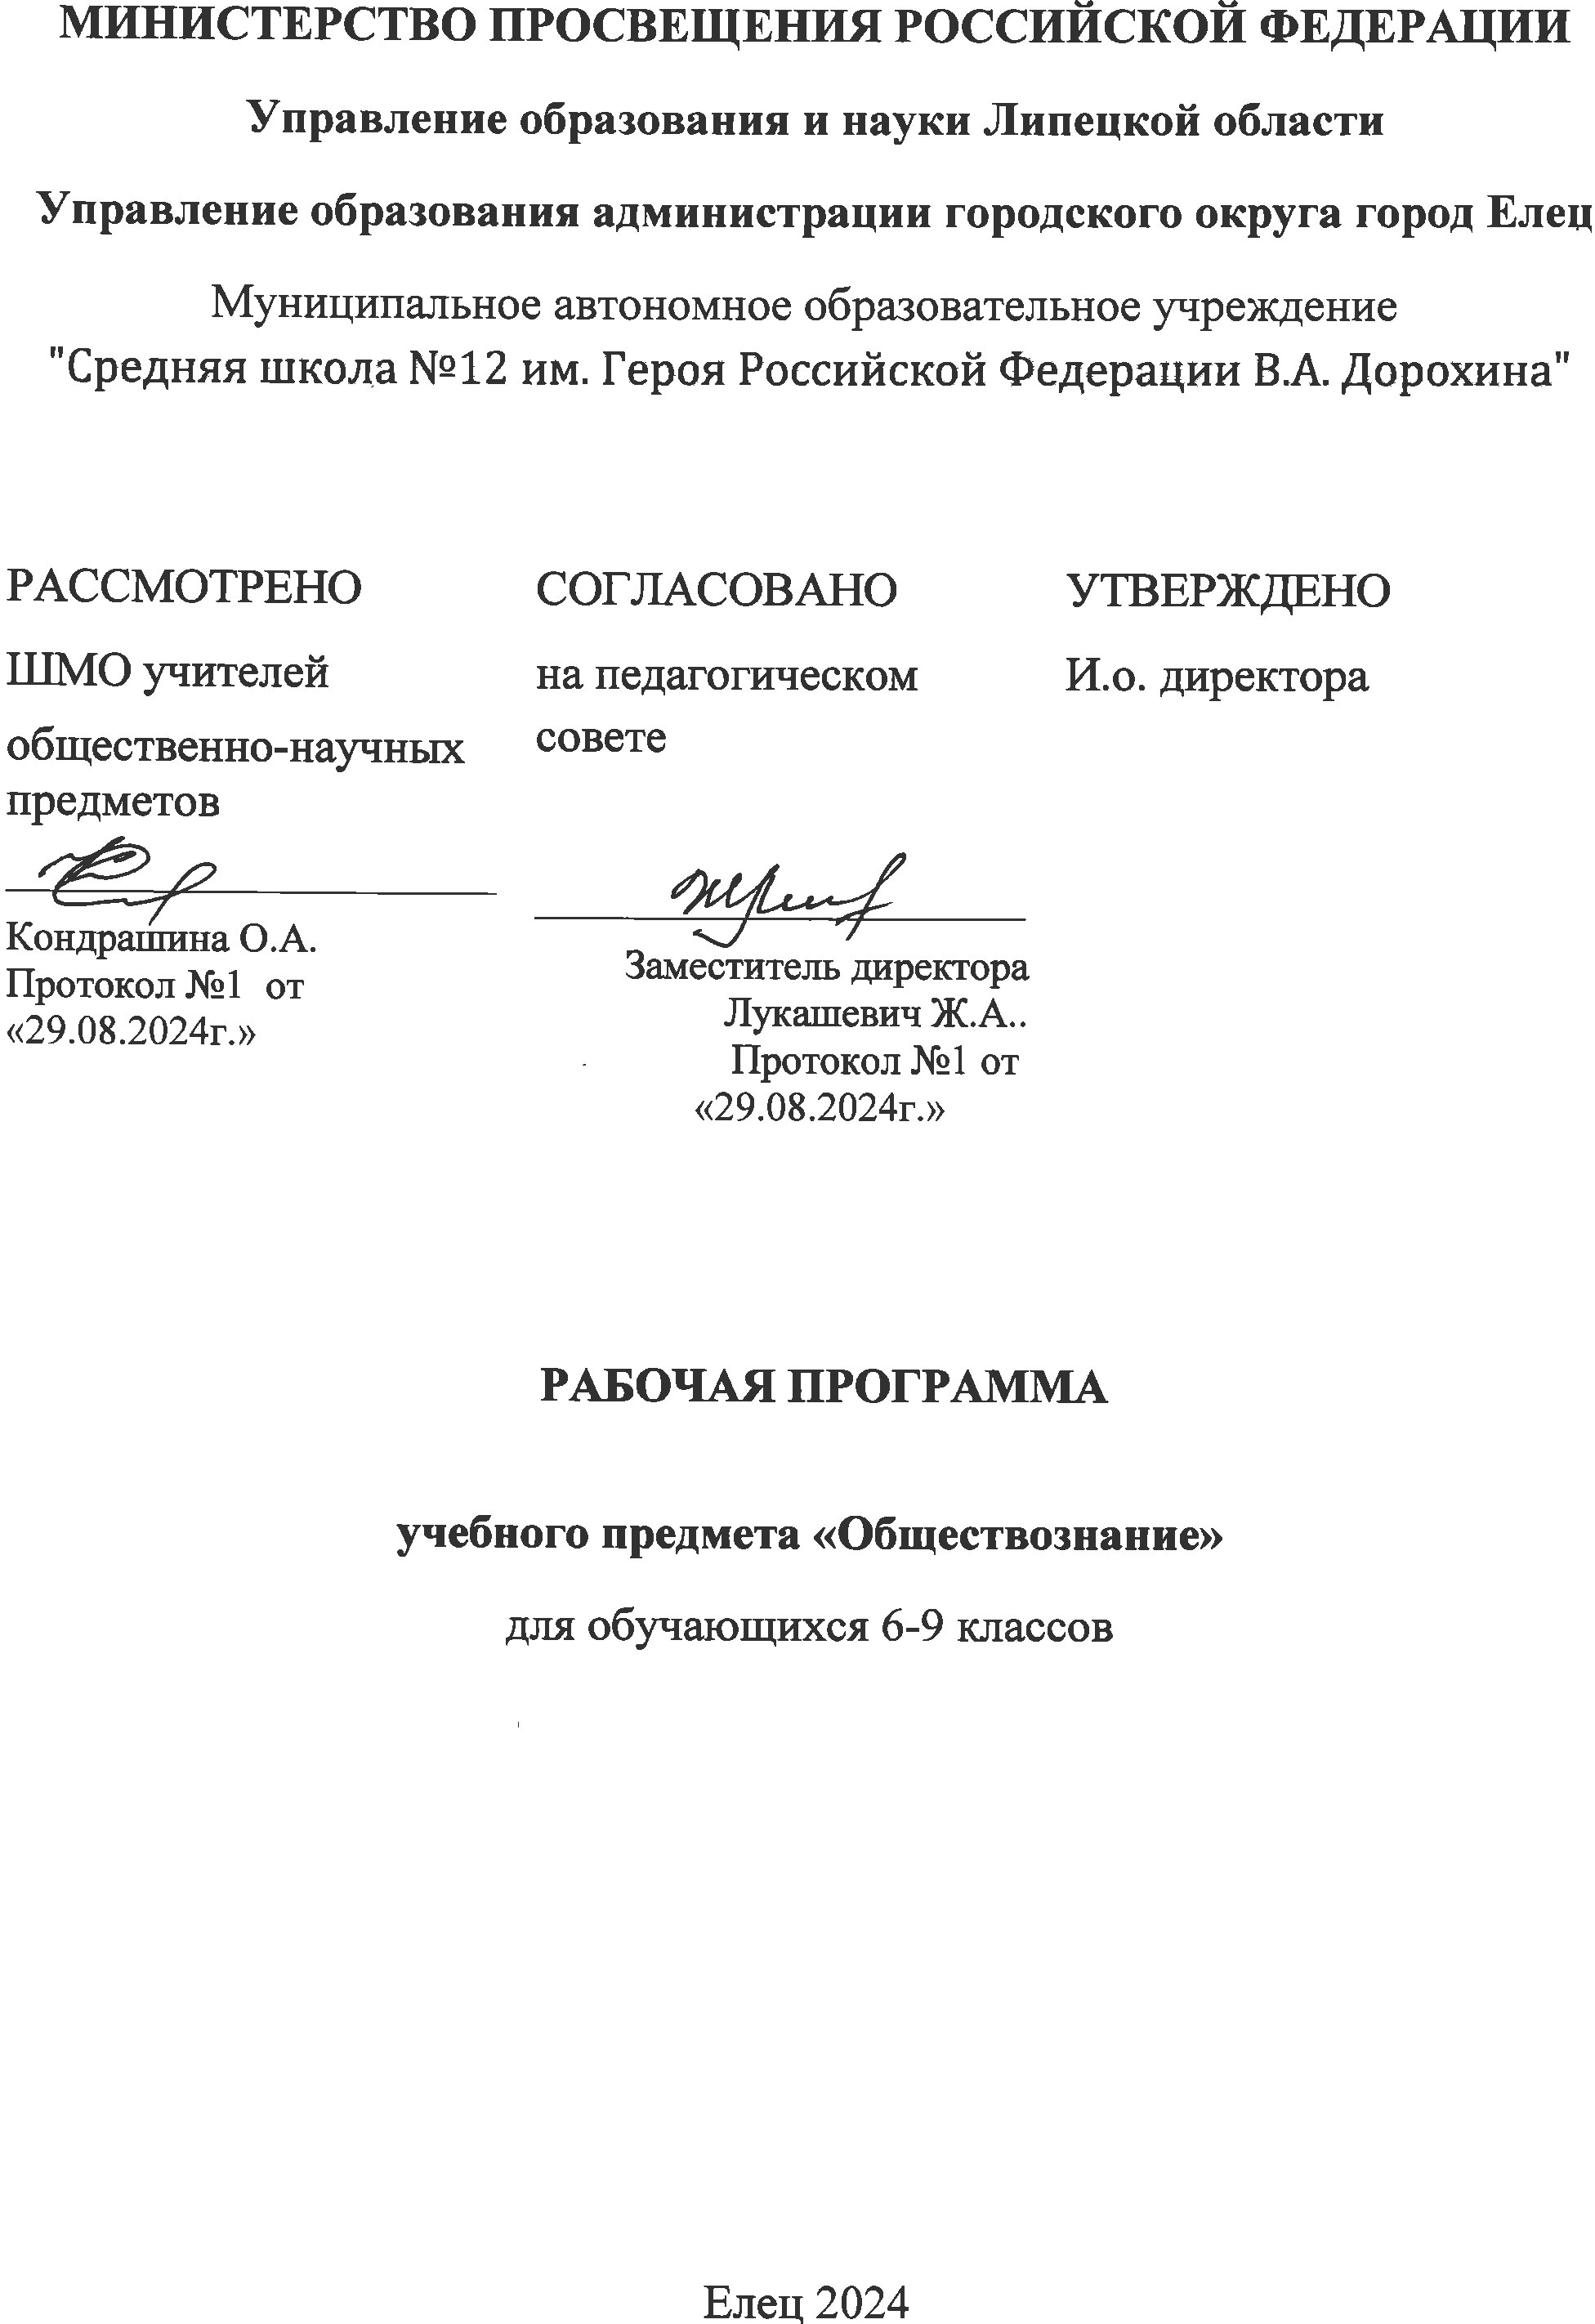 МИНИСТЕРСТВО ПРОСВЕЩЕНИЯ РОССИЙСКОЙ ФЕДЕРАЦИИ
Управление образования и науки Липецкой области
Управление образования администрации городского округа город Елец
Муниципальное автономное образовательное учреждение
"Средняя школа №12 им. Героя Российской Федерации В.А. Дорохина"
РАССМОТРЕНО
ШМО учителей
общественно-научных
предметов
Кондрашина О.А.
Протокол №1 от
«29.08.2024г.»
СОГЛАСОВАНО
на педагогическом
совете
Заместитель директора
Лукашевич Ж.А..
Протокол №1 от
«29.08.2024г.»
УТВЕРЖДЕНО
И.о. директора
РАБОЧАЯ ПРОГРАММА
учебного предмета «Обществознание»
для обучающихся 6-9 классов
Елец 2024